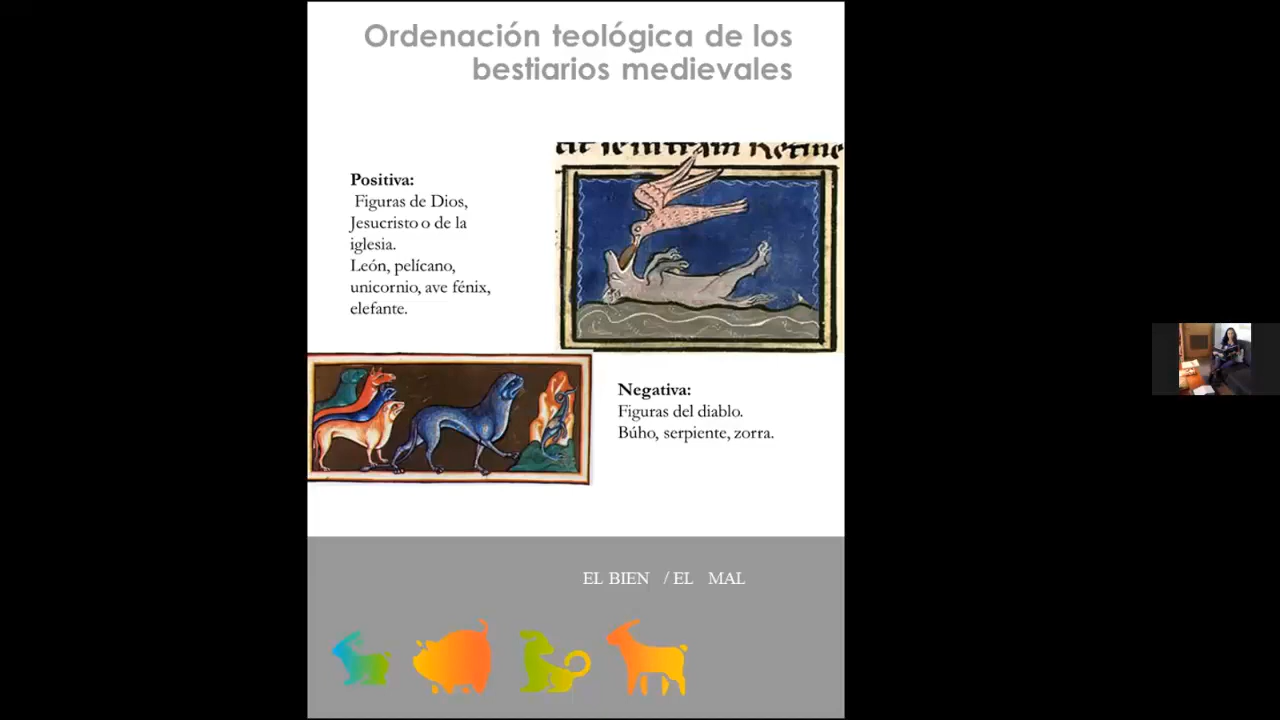 Ordenación teológica de los
bestiarios medievales
Positiva:
Figuras de Dios,
Jesucristo o de la
iglesia.
León, pelícano,
unicornio, ave fénix,
elefante.
Negativa:
Figuras del diablo.
Búho, serpiente, zorra.
EL BIEN / EL MAL